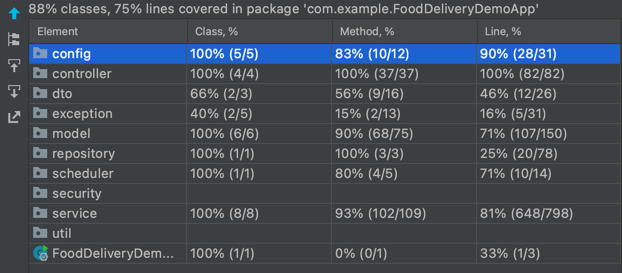 88% classes, 75% lines covered in package 'com.example.FoodDeliveryDemoApp'
Element Class, % Method, % Line, %
config 100% (5/5) 83% (10/12) 90% (28/31)
controller 100% (4/4) 100% (37/37) 100% (82/82)
dto 66% (2/3) 56% (9/16) 46% (12/26)
exception 40% (2/5) 15% (2/13) 16% (5/31)
model 100% (6/6) 90% (68/75) 71% (107/150)
repository 100% (1/1) 100% (3/3) 25% (20/78)
scheduler 100% (1/1) 80% (4/5) 71% (10/14)
security
service 100% (8/8) 93% (102/109) 81% (648/798)
util
FoodDeliveryDem... 100% (1/1) 0% (0/1) 33% (1/3)